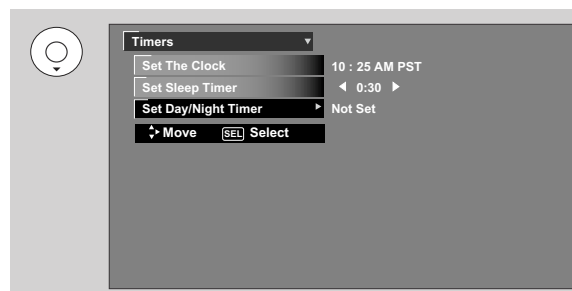 Timers
Set The Clock 10 : 25 AM PST
Set Sleep Timer 0:30
Set Day/Night Timer Not Set
Move SEL Select